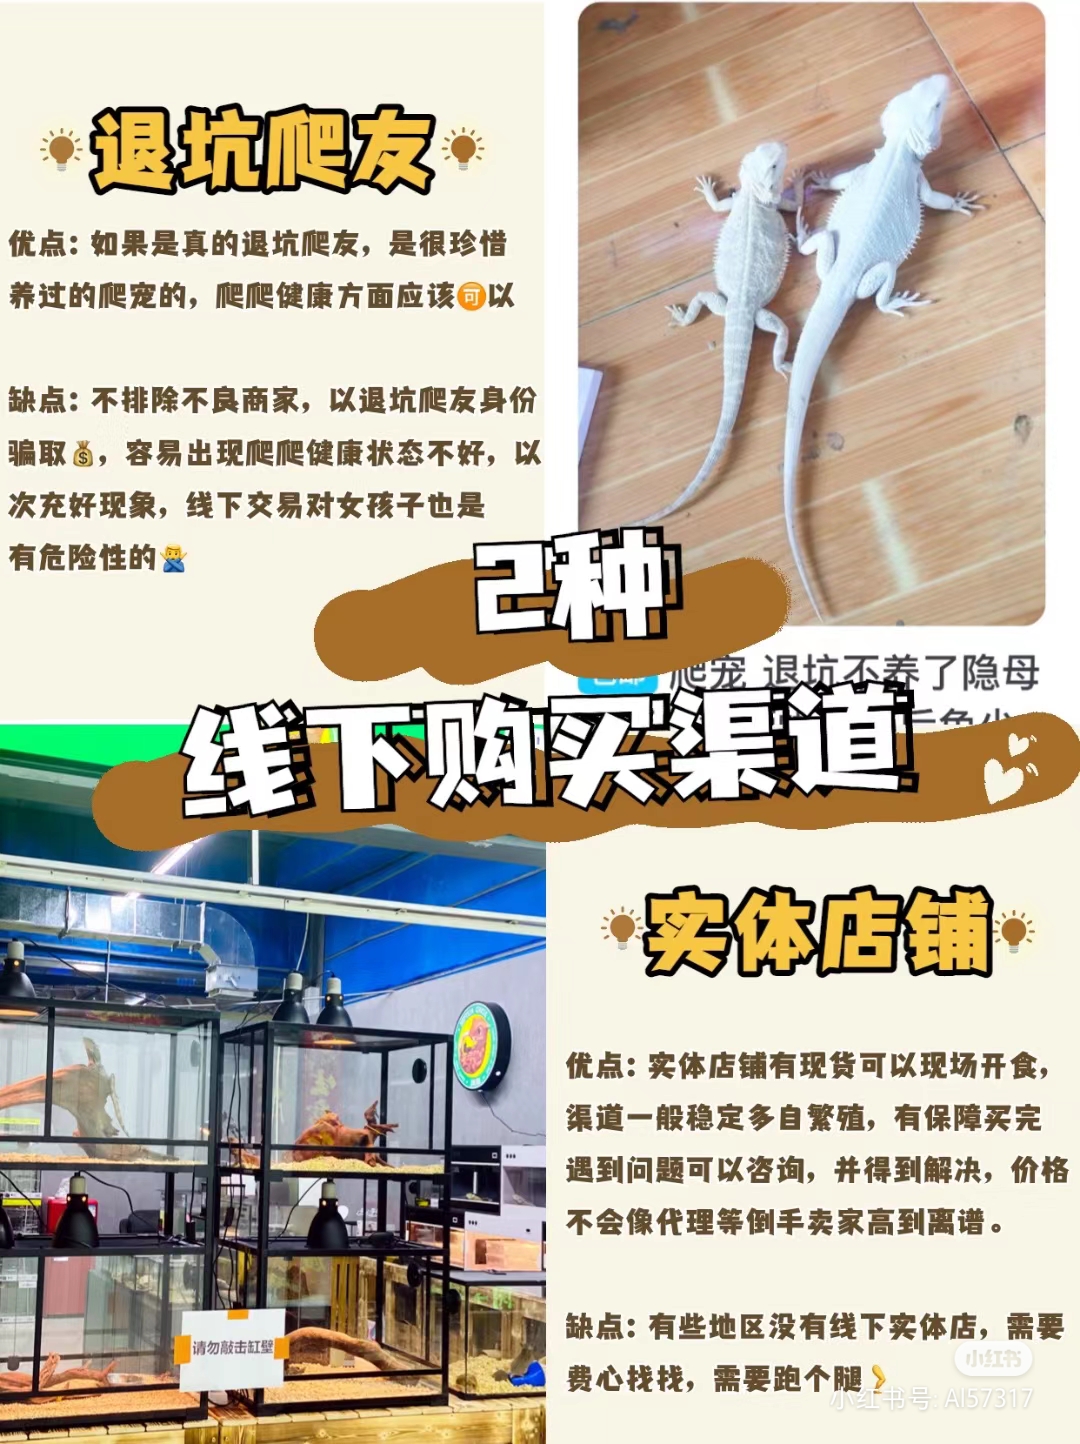 退坑爬友
优点：如果是真的退坑爬友，是很珍惜
养过的爬宠的，爬爬健康方面应该🉑以
缺点：不排除不良商家，以退坑爬友身份
骗取💰，容易出现爬爬健康状态不好，以
次充好现象，线下交易对女孩子也是
有危险性的🙅‍♂️
爬宠 退坑不养了隐母
2种
线下购买渠道
实体店铺
优点：实体店铺有现货可以现场开食，
渠道一般稳定多自繁殖，有保障买完
遇到问题可以咨询，并得到解决，价格
不会像代理等倒手卖家高到离谱。
缺点：有些地区没有线下实体店，需要
费心找找，需要跑个腿🦵
请勿敲击缸壁
小红书
小红书号: AI57317